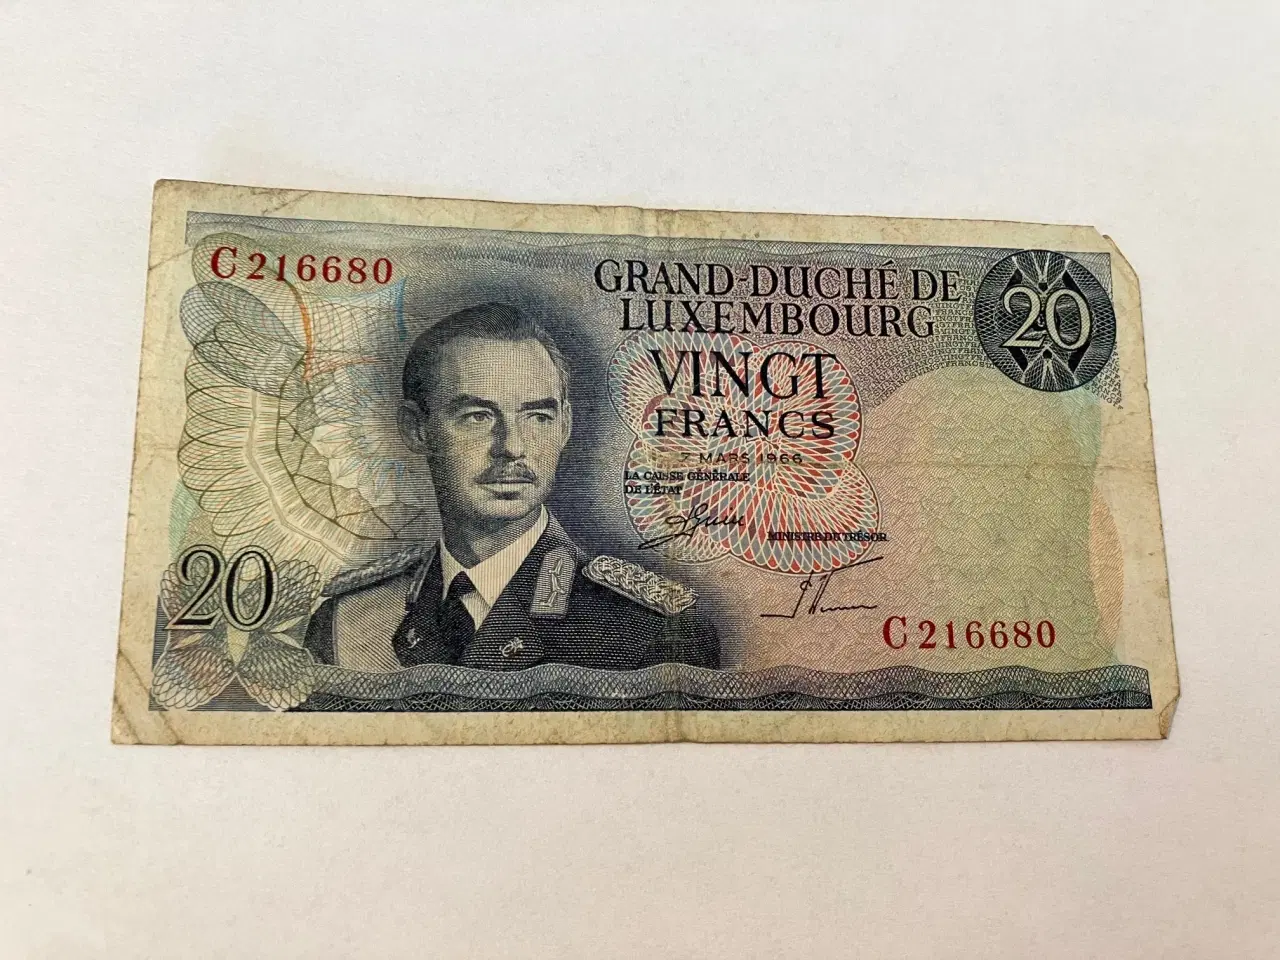 C216680
GRAND-DUCHÉ DE
LUXEMBOURG
20
VINGT
FRANCS
7 MARS 1966
LA CAISSE GÉNÉRALE
DE L'ÉTAT
MINISTRE DU TRÉSOR
20
C216680